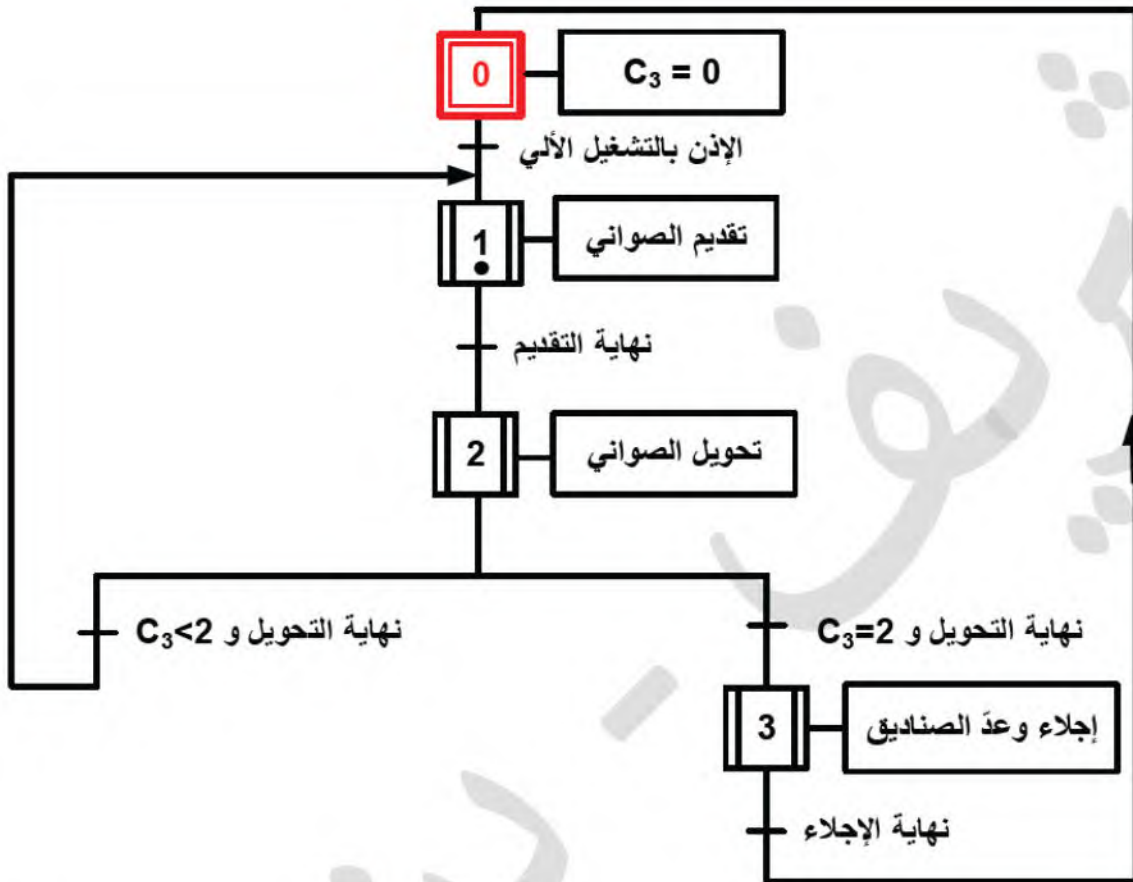 0
C₃ = 0
الإذن بالتشغيل الألي
1
تقديم الصواني
نهاية التقديم
2
تحويل الصواني
نهاية التحويل و C₃<2
نهاية التحويل و C₃=2
3
إجلاء وعدّ الصناديق
نهاية الإجلاء